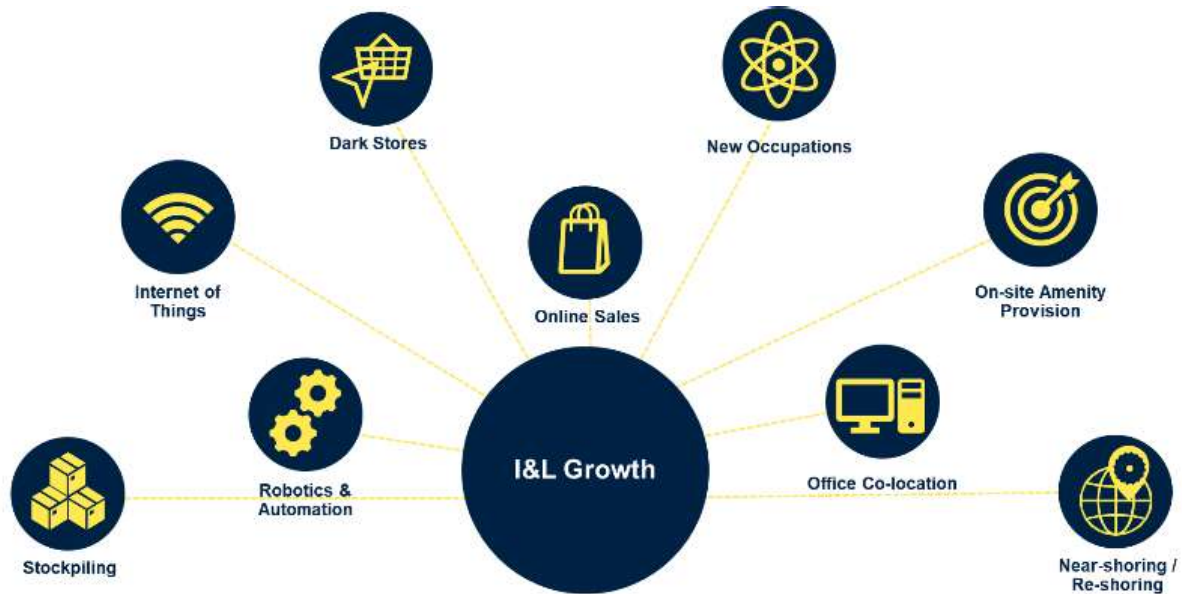 Dark Stores
New Occupations
Internet of
Things
Online Sales
On-site Amenity
Provision
I&L Growth
Robotics &
Automation
Office Co-location
Stockpiling
Near-shoring /
Re-shoring